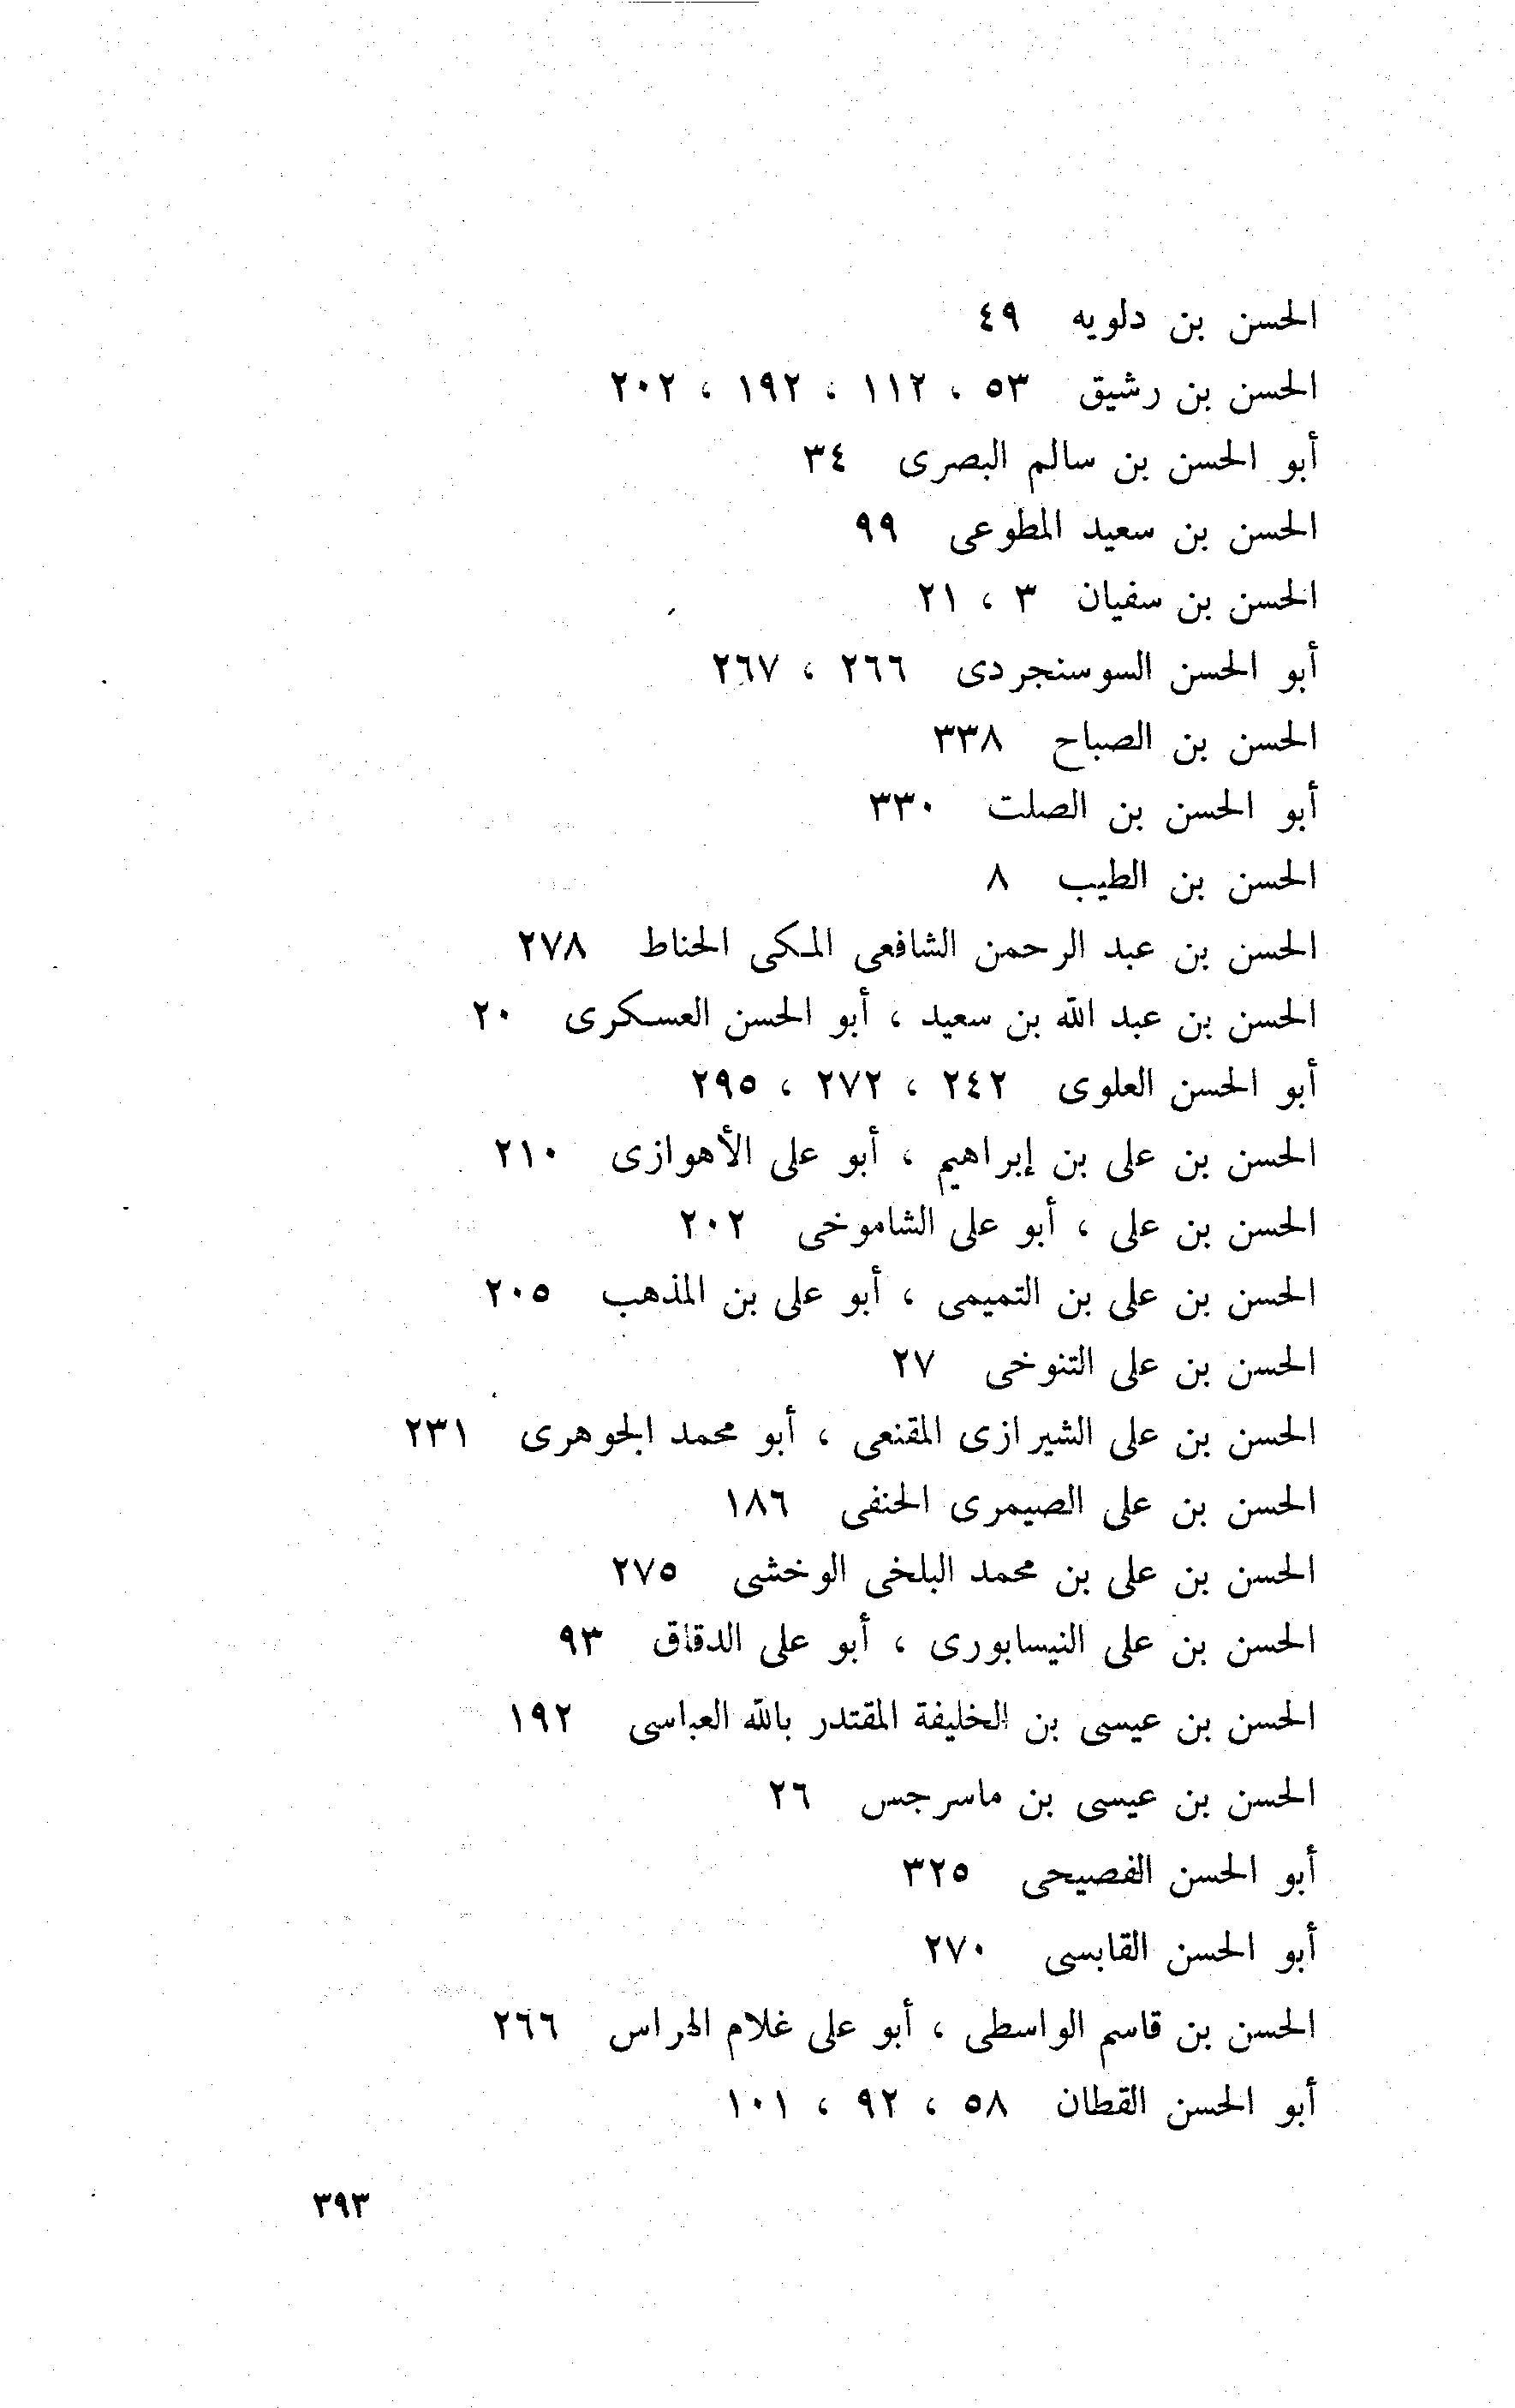 الحسن بن دلويه ٤٩
الحسن بن رشيق ٥٣ ، ١١٢ ، ١٩٢ ، ٢٠٢
أبو الحسن بن سالم البصرى ٣٤
الحسن بن سعيد المطوعى ٩٩
الحسن بن سفيان ٣ ، ٢١
أبو الحسن السوسنجردى ٢٦٦ ، ٢٦٧
الحسن بن الصباح ٣٣٨
أبو الحسن بن الصلت ٣٣٠
الحسن بن الطيب ٨
الحسن بن عبد الرحمن الشافعى المكى الحناط ٢٧٨
الحسن بن عبد الله بن سعيد ، أبو الحسن العسكرى ٢٠
أبو الحسن العلوى ٢٤٢ ، ٢٧٢ ، ٢٩٥
الحسن بن على بن إبراهيم ، أبو على الأهوازى ٢١٠
الحسن بن على ، أبو على الشاموخى ٢٠٢
الحسن بن على بن التميمى ، أبو على بن المذهب ٢٠٥
الحسن بن على التنوخى ٢٧
الحسن بن على الشيرازى المقنعى ، أبو محمد الجوهرى ٢٣١
الحسن بن على الصيمرى الحنفى ١٨٦
الحسن بن على بن محمد البلخى الوخشى ٢٧٥
الحسن بن على النيسابورى ، أبو على الدقاق ٩٣
الحسن بن عيسى بن الخليفة المقتدر بالله العباسى ١٩٢
الحسن بن عيسى بن ماسرجس ٢٦
أبو الحسن الفصيحى ٣٢٥
أبو الحسن القابسى ٢٧٠
الحسن بن قاسم الواسطى ، أبو على غلام الهراس ٢٦٦
أبو الحسن القطان ٥٨ ، ٩٢ ، ١٠١
٣٩٣